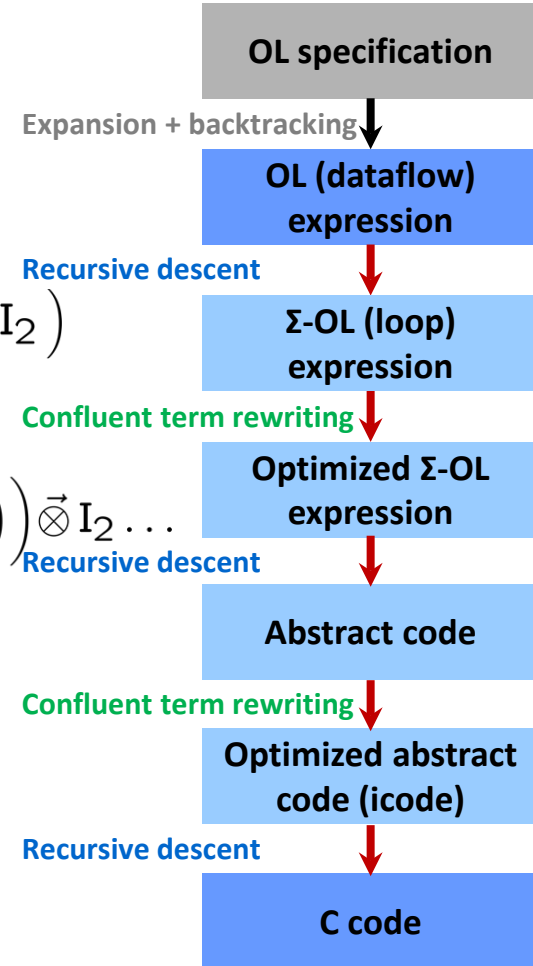 OL specification
Expansion + backtracking
OL (dataflow)
expression
Recursive descent
I₂ )
Σ-OL (loop)
expression
Confluent term rewriting
Optimized Σ-OL
expression
))⊗⃗ I₂ ...
Recursive descent
Abstract code
Confluent term rewriting
Optimized abstract
code (icode)
Recursive descent
C code